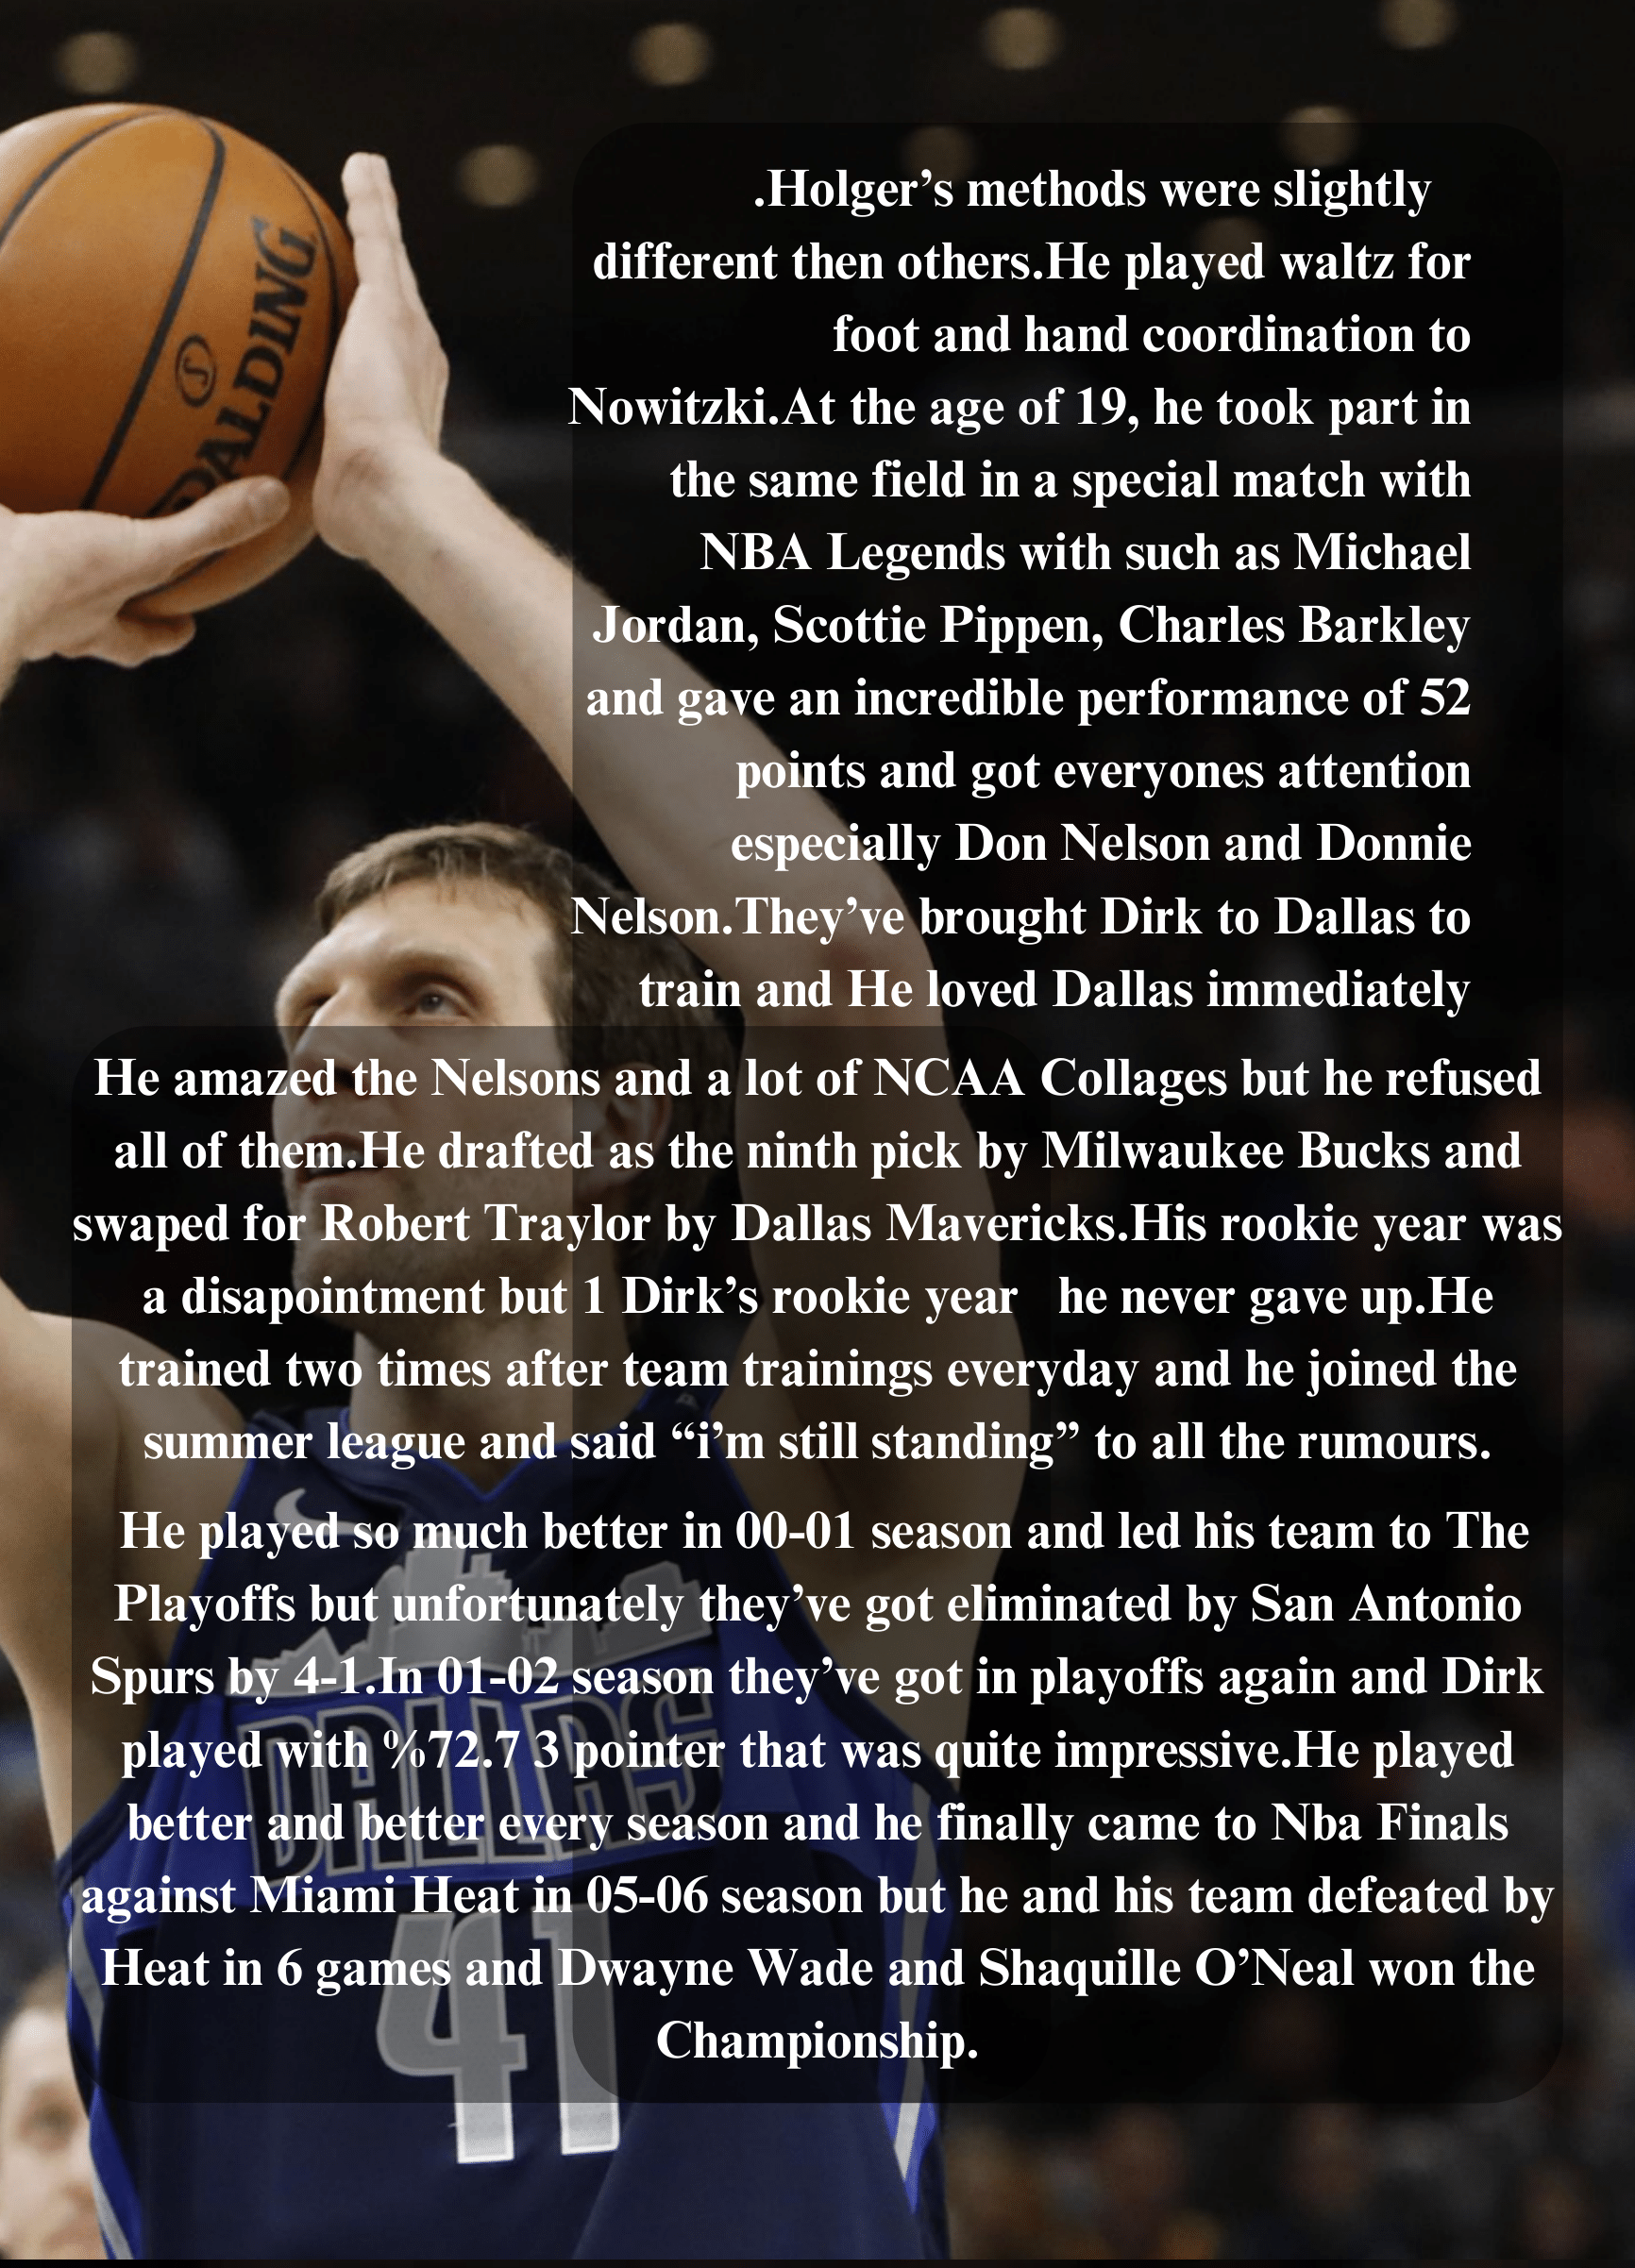 SPALDING
.Holger’s methods were slightly
different then others.He played waltz for
foot and hand coordination to
Nowitzki.At the age of 19, he took part in
the same field in a special match with
NBA Legends with such as Michael
Jordan, Scottie Pippen, Charles Barkley
and gave an incredible performance of 52
points and got everyones attention
especially Don Nelson and Donnie
Nelson.They’ve brought Dirk to Dallas to
train and He loved Dallas immediately
He amazed the Nelsons and a lot of NCAA Collages but he refused
all of them.He drafted as the ninth pick by Milwaukee Bucks and
swaped for Robert Traylor by Dallas Mavericks.His rookie year was
a disapointment but 1 Dirk’s rookie year   he never gave up.He
trained two times after team trainings everyday and he joined the
summer league and said “i’m still standing” to all the rumours.
He played so much better in 00-01 season and led his team to The
Playoffs but unfortunately they’ve got eliminated by San Antonio
Spurs by 4-1.In 01-02 season they’ve got in playoffs again and Dirk
played with %72.7 3 pointer that was quite impressive.He played
better and better every season and he finally came to Nba Finals
against Miami Heat in 05-06 season but he and his team defeated by
Heat in 6 games and Dwayne Wade and Shaquille O’Neal won the
Championship.
DALLAS
41